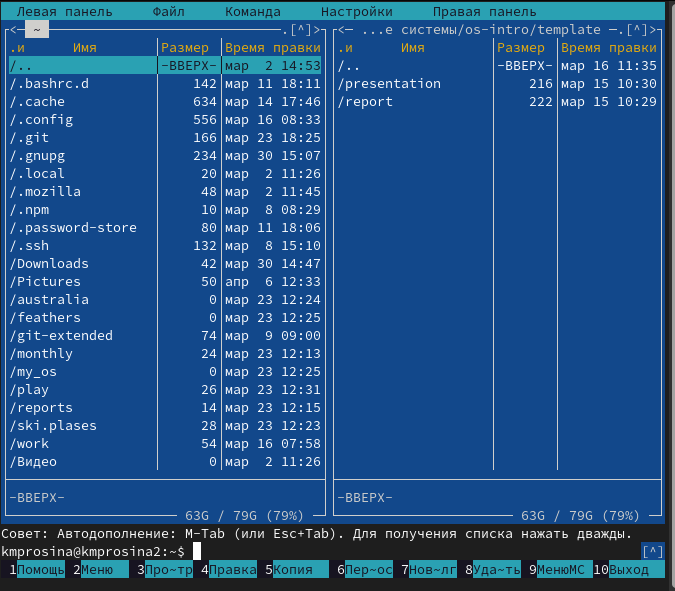 Левая панель Файл Команда Настройки Правая панель
<─ ~ .[^]> <─ ...е системы/os-intro/template ─.[^]>
.и Имя Размер Время правки .и Имя Размер Время правки
/.. -ВВЕРХ- мар 2 14:53 /.. -ВВЕРХ- мар 16 11:35
/.bashrc.d 142 мар 11 18:11 /presentation 216 мар 15 10:30
/.cache 634 мар 14 17:46 /report 222 мар 15 10:29
/.config 556 мар 16 08:33
/.git 166 мар 23 18:25
/.gnupg 234 мар 30 15:07
/.local 20 мар 2 11:26
/.mozilla 48 мар 2 11:45
/.npm 10 мар 8 08:29
/.password-store 80 мар 11 18:06
/.ssh 132 мар 8 15:10
/Downloads 42 мар 30 14:47
/Pictures 50 апр 6 12:33
/australia 0 мар 23 12:24
/feathers 0 мар 23 12:25
/git-extended 74 мар 9 09:00
/monthly 24 мар 23 12:13
/my_os 0 мар 23 12:25
/play 26 мар 23 12:31
/reports 14 мар 23 12:15
/ski.plases 28 мар 23 12:23
/work 54 мар 16 07:58
/Видео 0 мар 2 11:26
-ВВЕРХ- -ВВЕРХ-
63G / 79G (79%) 63G / 79G (79%)
Совет: Автодополнение: M-Tab (или Esc+Tab). Для получения списка нажать дважды.
kmprosina@kmprosina2:~$ [^]
1Помощь 2Меню 3Про~тр 4Правка 5Копия 6Пер~ос 7Нов~лг 8Уда~ть 9МенюMC 10Выход